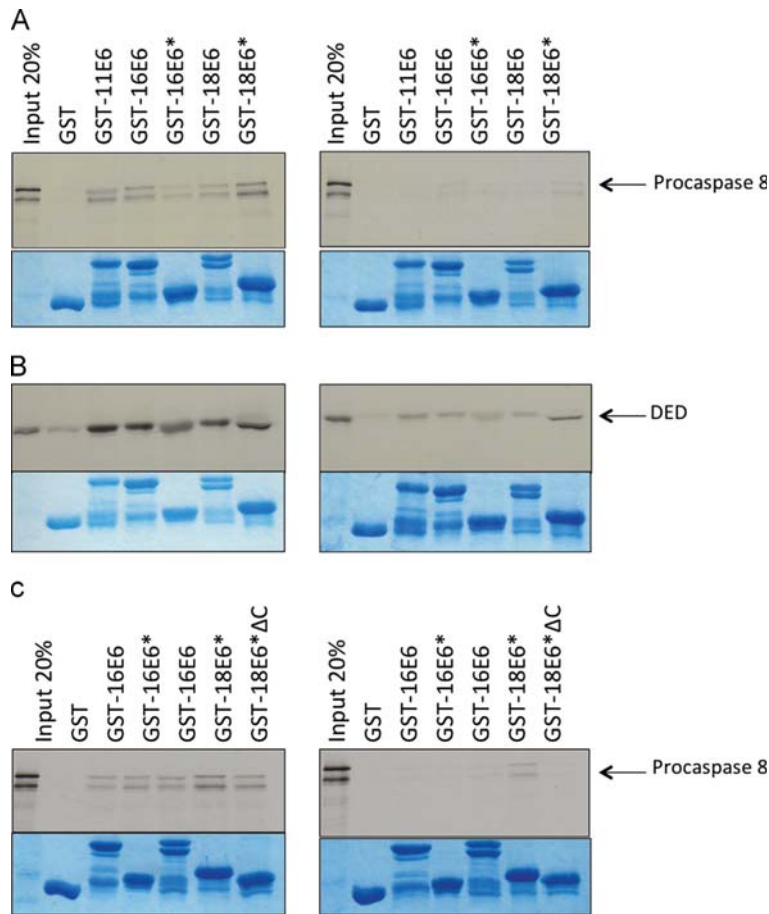 A
Input 20%
GST
GST-11E6
GST-16E6
GST-16E6*
GST-18E6
GST-18E6*
Input 20%
GST
GST-11E6
GST-16E6
GST-16E6*
GST-18E6
GST-18E6*
Procaspase 8
B
DED
C
Input 20%
GST
GST-16E6
GST-16E6*
GST-16E6
GST-18E6*
GST-18E6*ΔC
Input 20%
GST
GST-16E6
GST-16E6*
GST-16E6
GST-18E6*
GST-18E6*ΔC
Procaspase 8